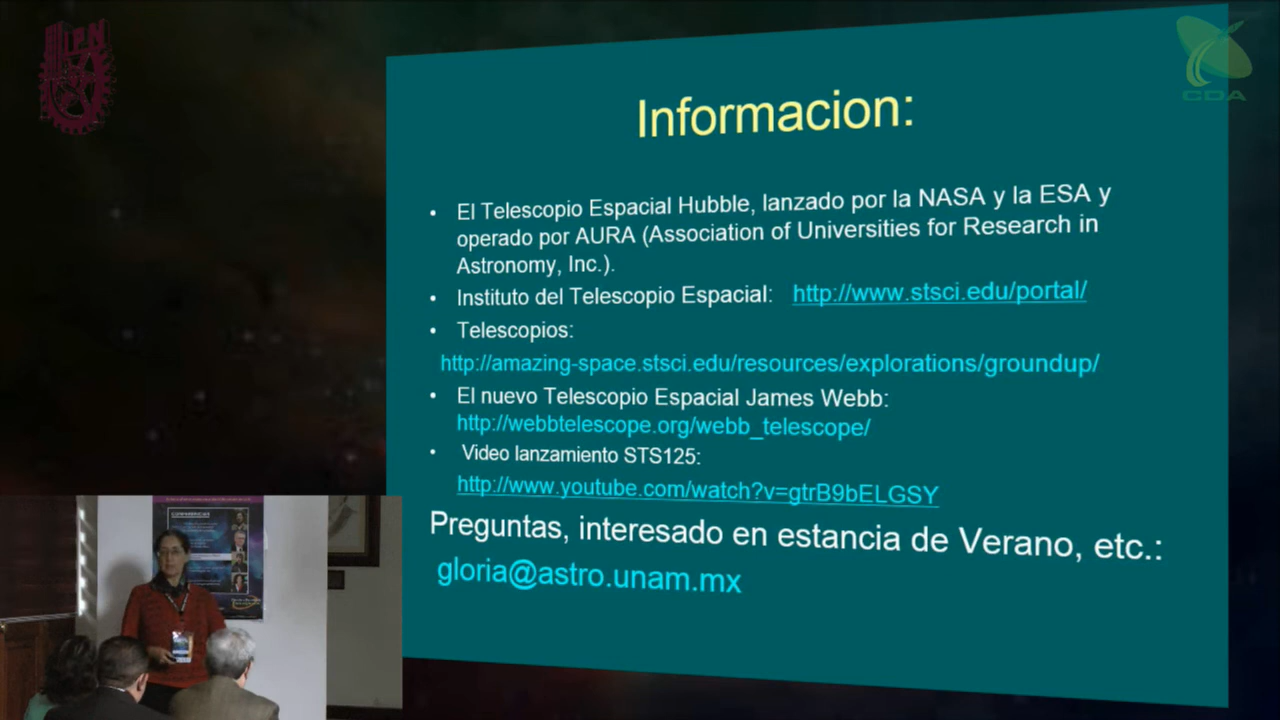 IPN
CDA
Informacion:
• El Telescopio Espacial Hubble, lanzado por la NASA y la ESA y
operado por AURA (Association of Universities for Research in
Astronomy, Inc.).
• Instituto del Telescopio Espacial: http://www.stsci.edu/portal/
• Telescopios:
http://amazing-space.stsci.edu/resources/explorations/groundup/
• El nuevo Telescopio Espacial James Webb:
http://webbtelescope.org/webb_telescope/
• Video lanzamiento STS125:
http://www.youtube.com/watch?v=gtrB9bELGSY
Preguntas, interesado en estancia de Verano, etc.:
gloria@astro.unam.mx
CONFERENCIAS